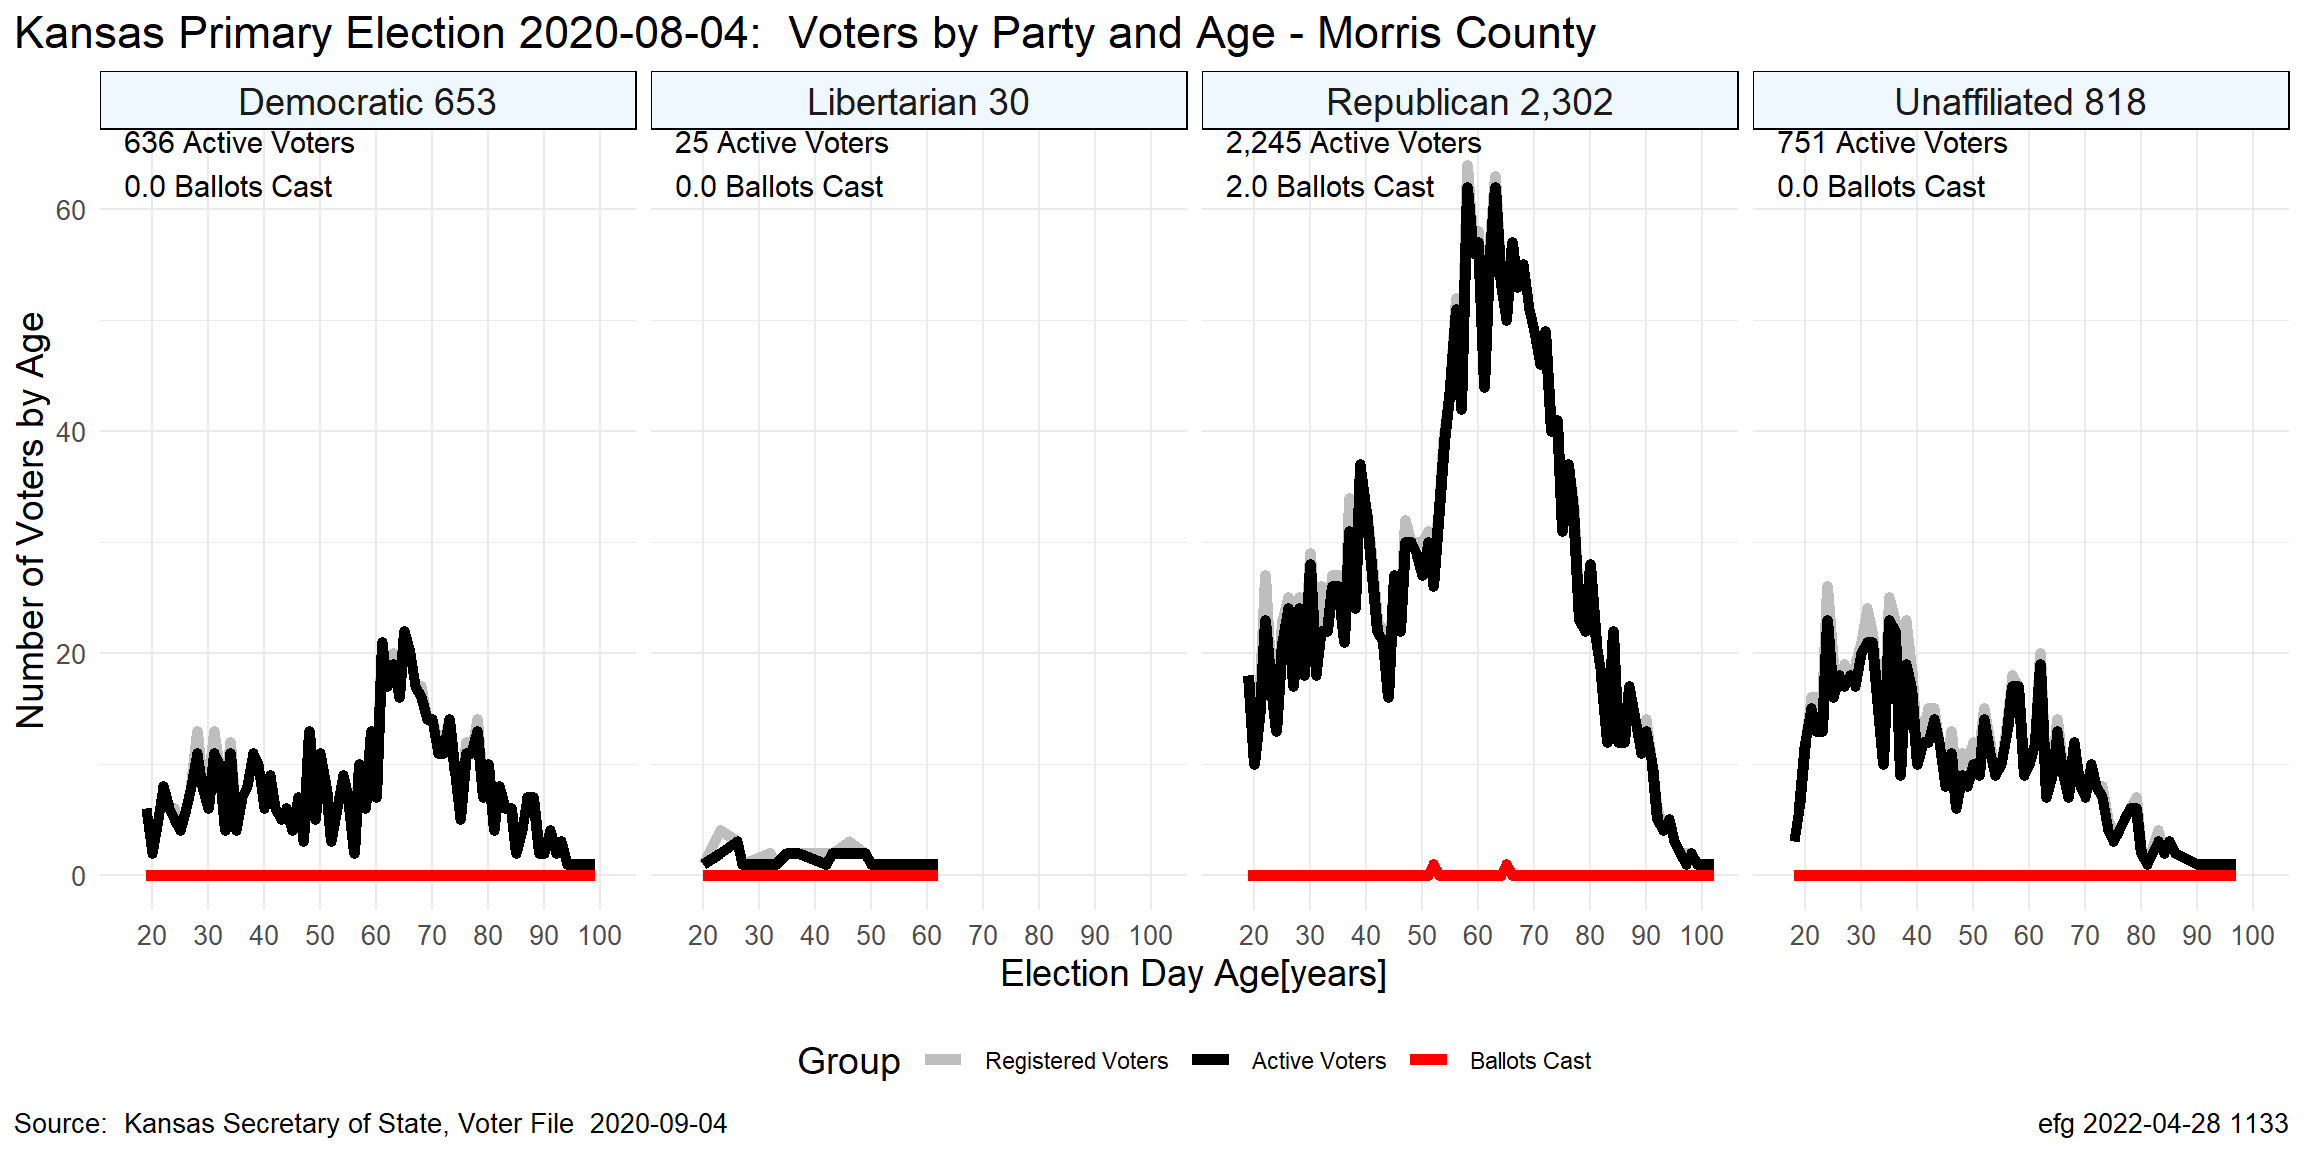 Kansas Primary Election 2020-08-04:  Voters by Party and Age - Morris County
Democratic 653
Libertarian 30
Republican 2,302
Unaffiliated 818
636 Active Voters
0.0 Ballots Cast
25 Active Voters
0.0 Ballots Cast
2,245 Active Voters
2.0 Ballots Cast
751 Active Voters
0.0 Ballots Cast
Number of Voters by Age
60
40
20
0
20 30 40 50 60 70 80 90 100
20 30 40 50 60 70 80 90 100
20 30 40 50 60 70 80 90 100
20 30 40 50 60 70 80 90 100
Election Day Age[years]
Group Registered Voters Active Voters Ballots Cast
Source:  Kansas Secretary of State, Voter File  2020-09-04
efg 2022-04-28 1133